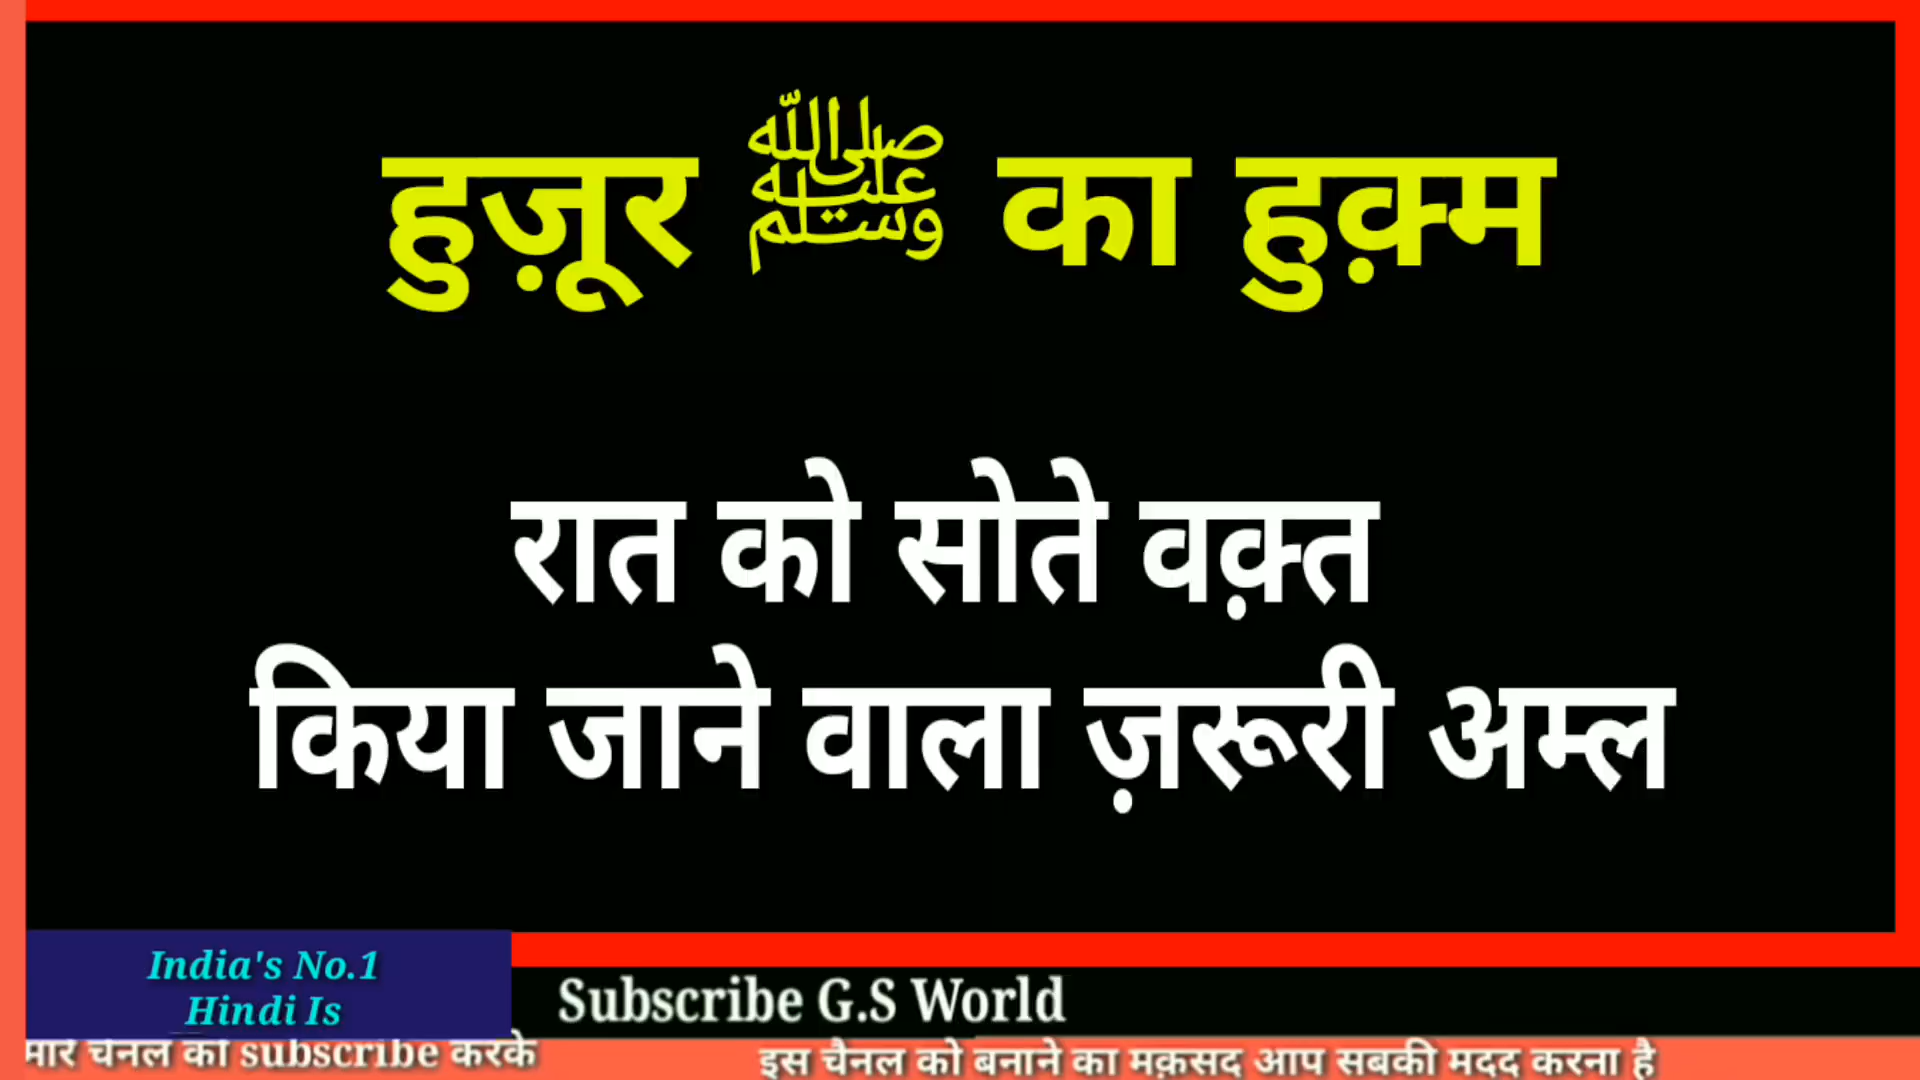 हुज़ूर ﷺ का हुक़्म
रात को सोते वक़्त
किया जाने वाला ज़रूरी अम्ल
India's No.1
Hindi Is
Subscribe G.S World
को subscribe करके
इस चैनल को बनाने का मक़सद आप सबकी मदद करना है